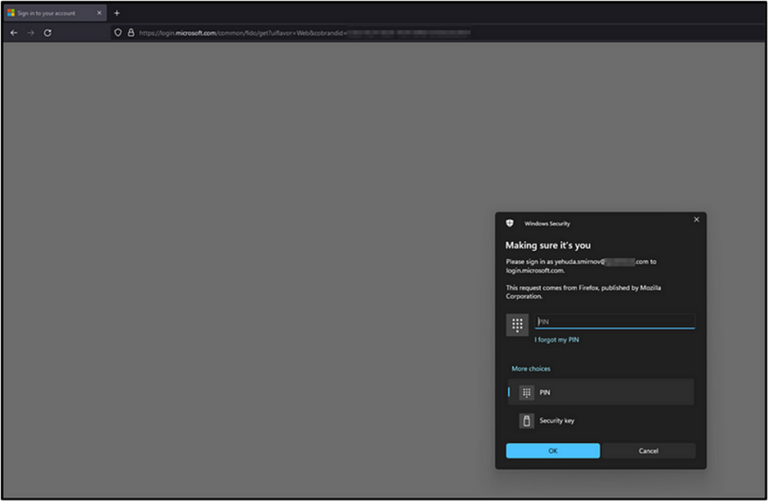 Sign in to your account
https://login.microsoft.com/common/fido/get?uiflavor=Web&cobrandid=
Windows Security
Making sure it's you
Please sign in as yehuda.smirnov@ .com to
login.microsoft.com.
This request comes from Firefox, published by Mozilla
Corporation.
PIN
I forgot my PIN
More choices
PIN
Security key
OK
Cancel